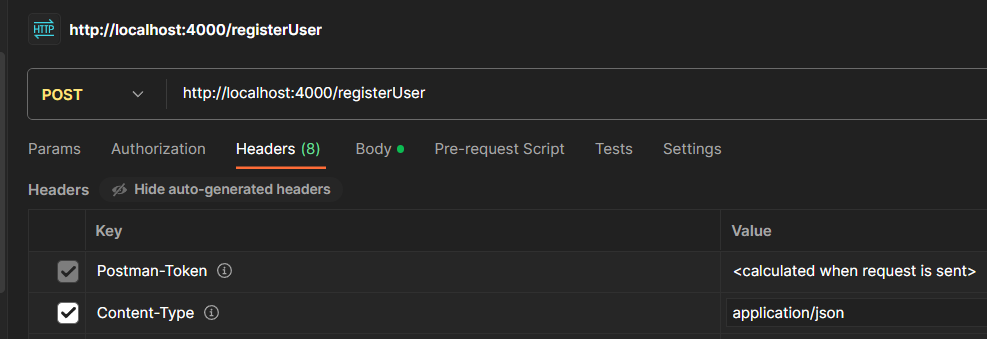 HTTP http://localhost:4000/registerUser
POST http://localhost:4000/registerUser
Params Authorization Headers (8) Body Pre-request Script Tests Settings
Headers Hide auto-generated headers
Key Value
Postman-Token <calculated when request is sent>
Content-Type application/json